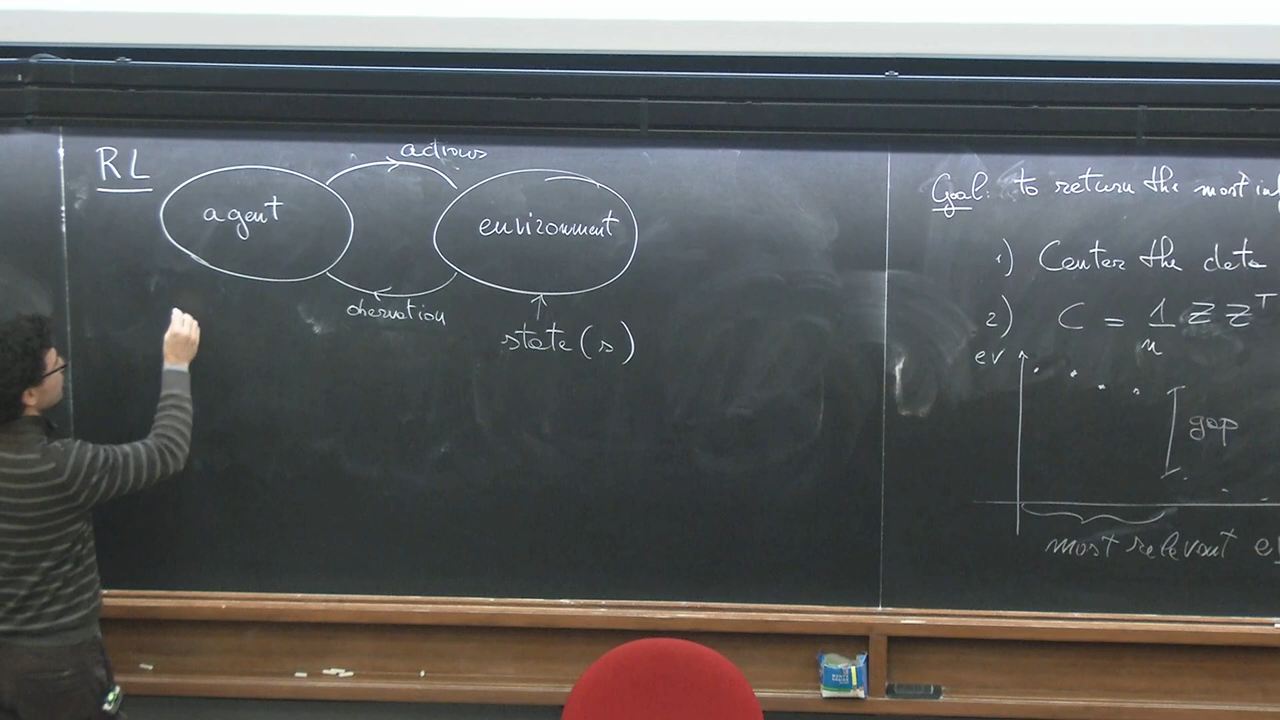 RL
actions
agent
environment
observation
state (s)
Goal: to return the most
1) Center the data
2) C = 1/n Z Z^T
ev
gap
most relevant